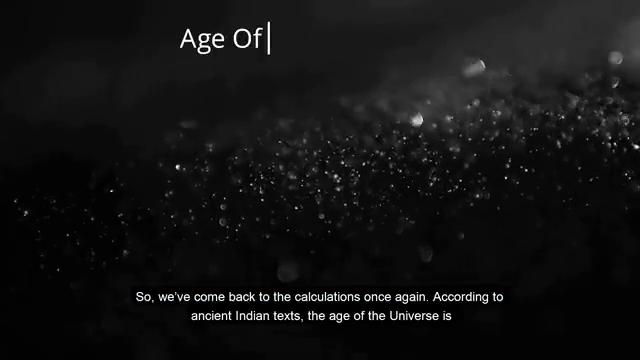 Age Of
So, we've come back to the calculations once again. According to
ancient Indian texts, the age of the Universe is